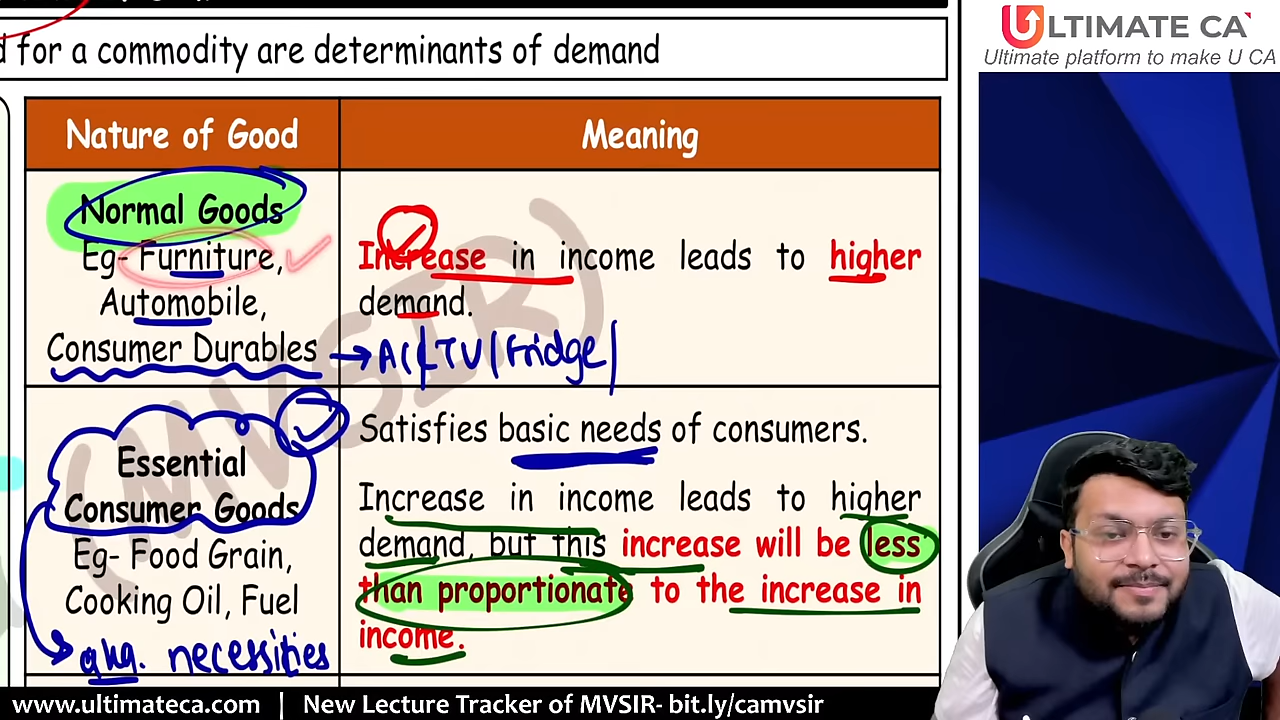 ULTIMATE CA
Ultimate platform to make U CA
for a commodity are determinants of demand
Nature of Good
Meaning
Normal Goods
Eg- Furniture,
Automobile,
Consumer Durables
Increase in income leads to higher
demand.
→ AC/TV/Fridge/
Essential
Consumer Goods
Eg- Food Grain,
Cooking Oil, Fuel
aka. necessities
Satisfies basic needs of consumers.
Increase in income leads to higher
demand, but this increase will be less
than proportionate to the increase in
income.
(MVSIR)
www.ultimateca.com | New Lecture Tracker of MVSIR- bit.ly/camvsir